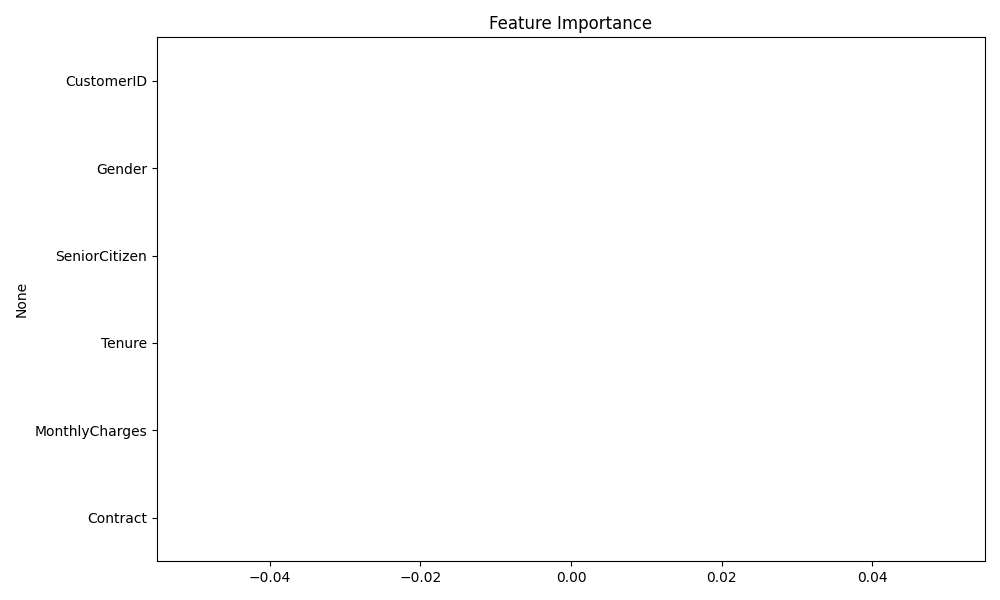 Feature Importance
CustomerID
Gender
SeniorCitizen
None
Tenure
MonthlyCharges
Contract
−0.04
−0.02
0.00
0.02
0.04